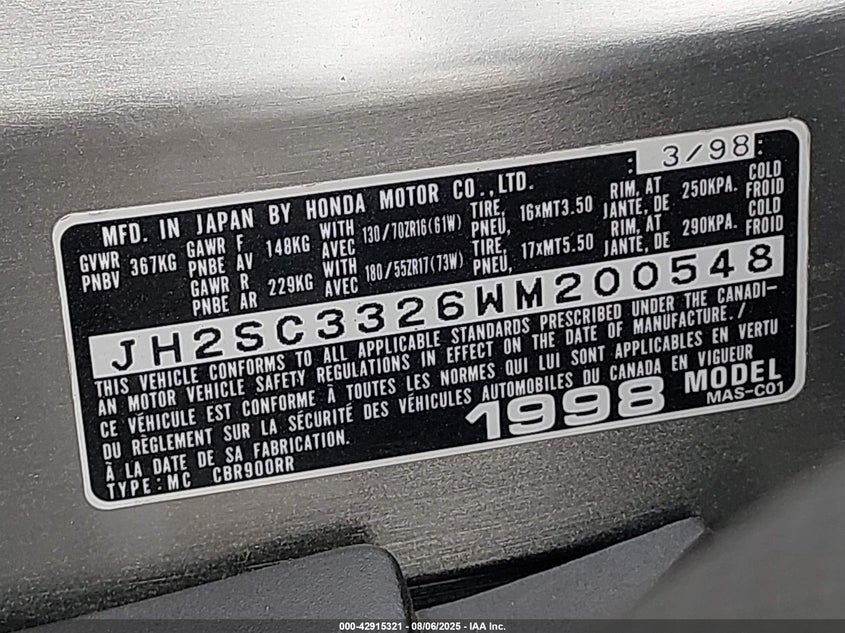 : 3/98 :
MFD. IN JAPAN BY HONDA MOTOR CO.,LTD.
GVWR PNBV 367KG GAWR F PNBE AV 148KG WITH AVEC 130/70ZR16(61W) TIRE, PNEU, 16xMT3.50 RIM, AT JANTE, DE 250KPA. COLD FROID
GAWR R PNBE AR 229KG WITH AVEC 180/55ZR17(73W) TIRE, PNEU, 17xMT5.50 RIM, AT JANTE, DE 290KPA. COLD FROID
JH2SC3326WM200548
THIS VEHICLE CONFORMS TO ALL APPLICABLE STANDARDS PRESCRIBED UNDER THE CANADI-
AN MOTOR VEHICLE SAFETY REGULATIONS IN EFFECT ON THE DATE OF MANUFACTURE./
CE VÉHICULE EST CONFORME À TOUTES LES NORMES QUI LUI SONT APPLICABLES EN VERTU
DU RÈGLEMENT SUR LA SÉCURITÉ DES VÉHICULES AUTOMOBILES DU CANADA EN VIGUEUR
À LA DATE DE SA FABRICATION.
1998 MODEL
TYPE:MC CBR900RR
MAS-C01
000-42915321 - 08/06/2025 - IAA Inc.